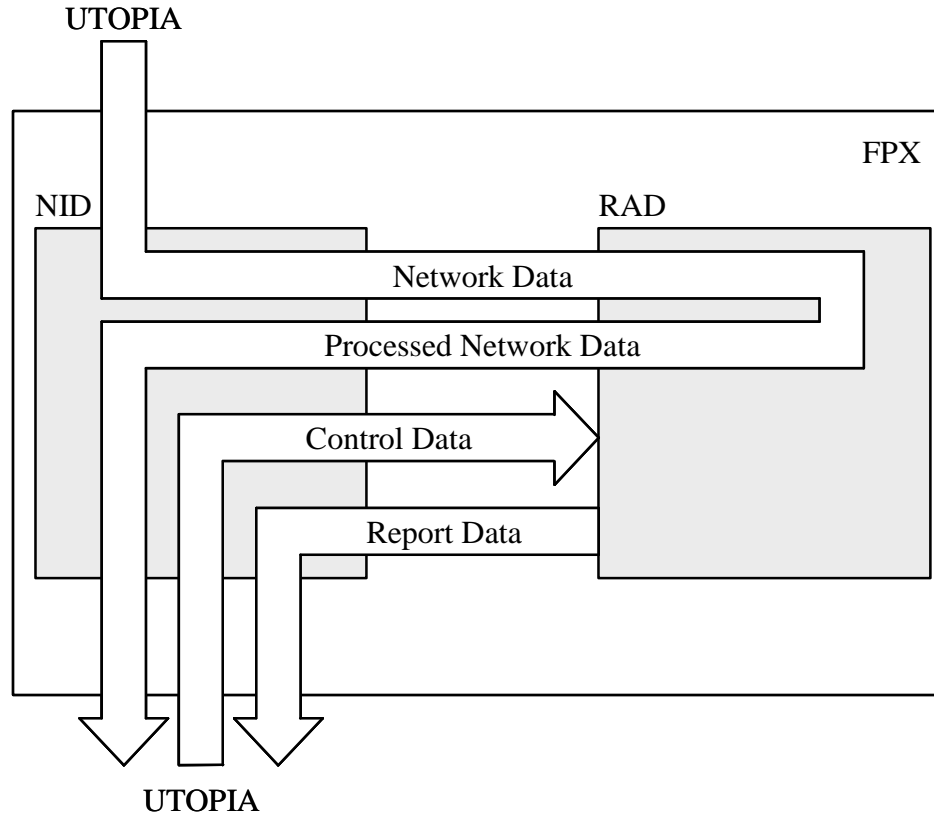 UTOPIA
FPX
NID
RAD
Network Data
Processed Network Data
Control Data
Report Data
UTOPIA